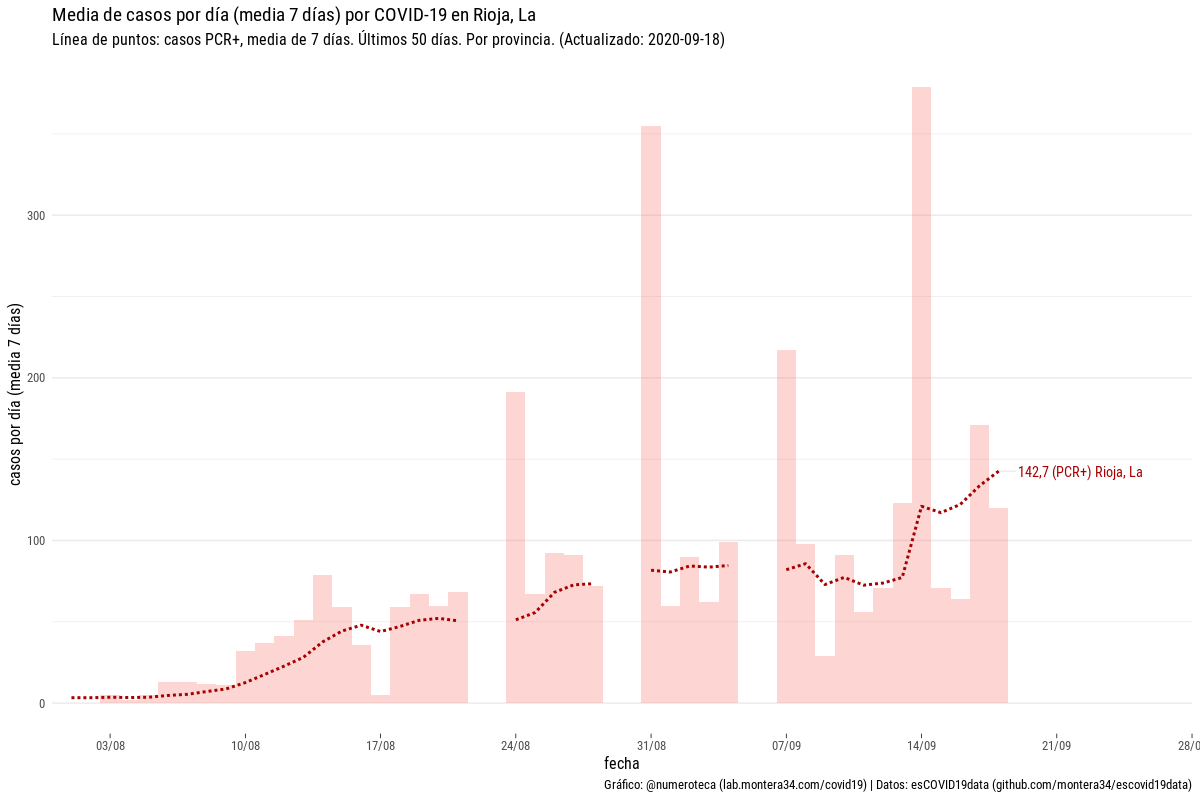 Media de casos por día (media 7 días) por COVID-19 en Rioja, La
Línea de puntos: casos PCR+, media de 7 días. Últimos 50 días. Por provincia. (Actualizado: 2020-09-18)
casos por día (media 7 días)
300
200
100
0
142,7 (PCR+) Rioja, La
03/08 10/08 17/08 24/08 31/08 07/09 14/09 21/09 28/0
fecha
Gráfico: @numeroteca (lab.montera34.com/covid19) | Datos: esCOVID19data (github.com/montera34/escovid19data)